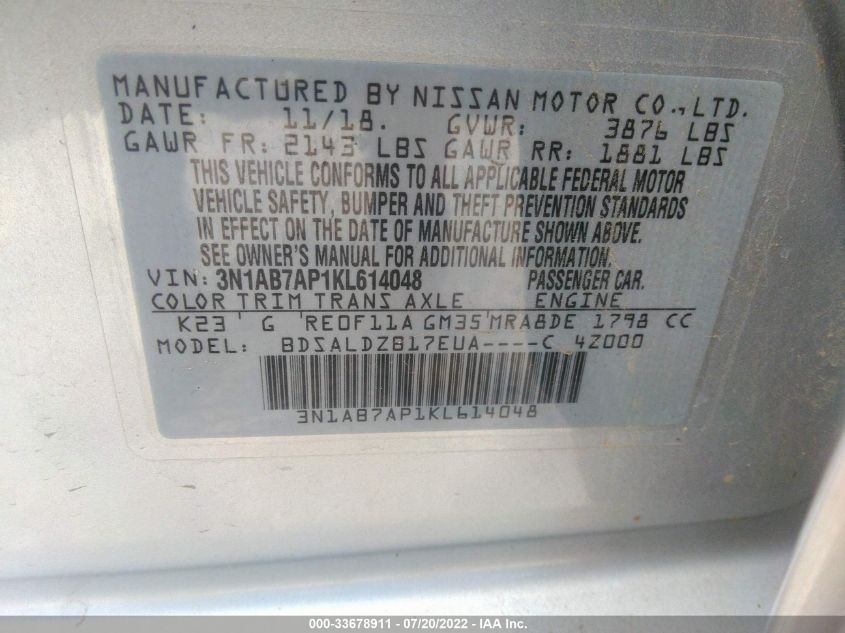 MANUFACTURED BY NISSAN MOTOR CO., LTD.
DATE: 11/18. GVWR: 3876 LBS
GAWR FR: 2143 LBS GAWR RR: 1881 LBS
THIS VEHICLE CONFORMS TO ALL APPLICABLE FEDERAL MOTOR
VEHICLE SAFETY, BUMPER AND THEFT PREVENTION STANDARDS
IN EFFECT ON THE DATE OF MANUFACTURE SHOWN ABOVE.
SEE OWNER'S MANUAL FOR ADDITIONAL INFORMATION.
VIN: 3N1AB7AP1KL614048 PASSENGER CAR.
COLOR TRIM TRANS AXLE ENGINE
K23 G RE0F11A GM35 MRA8DE 1798 CC
MODEL: BDSALDZB17EUA----C 4Z000
3N1AB7AP1KL614048
000-33678911 - 07/20/2022 - IAA Inc.